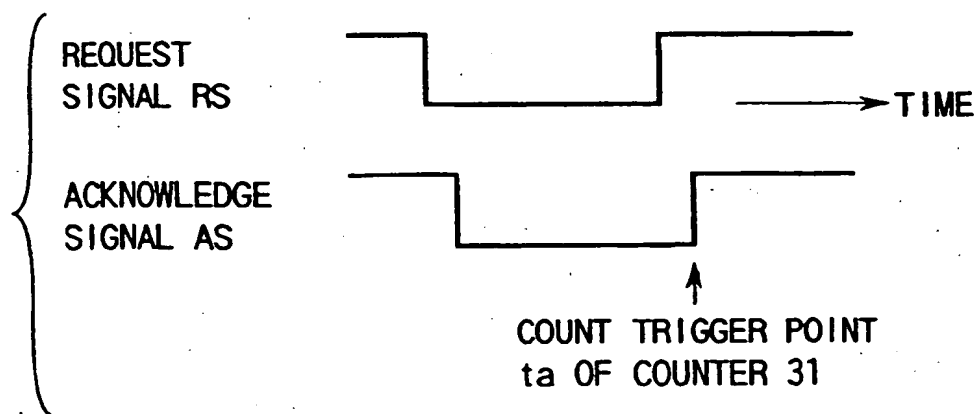 REQUEST
SIGNAL RS
TIME
ACKNOWLEDGE
SIGNAL AS
COUNT TRIGGER POINT
ta OF COUNTER 31